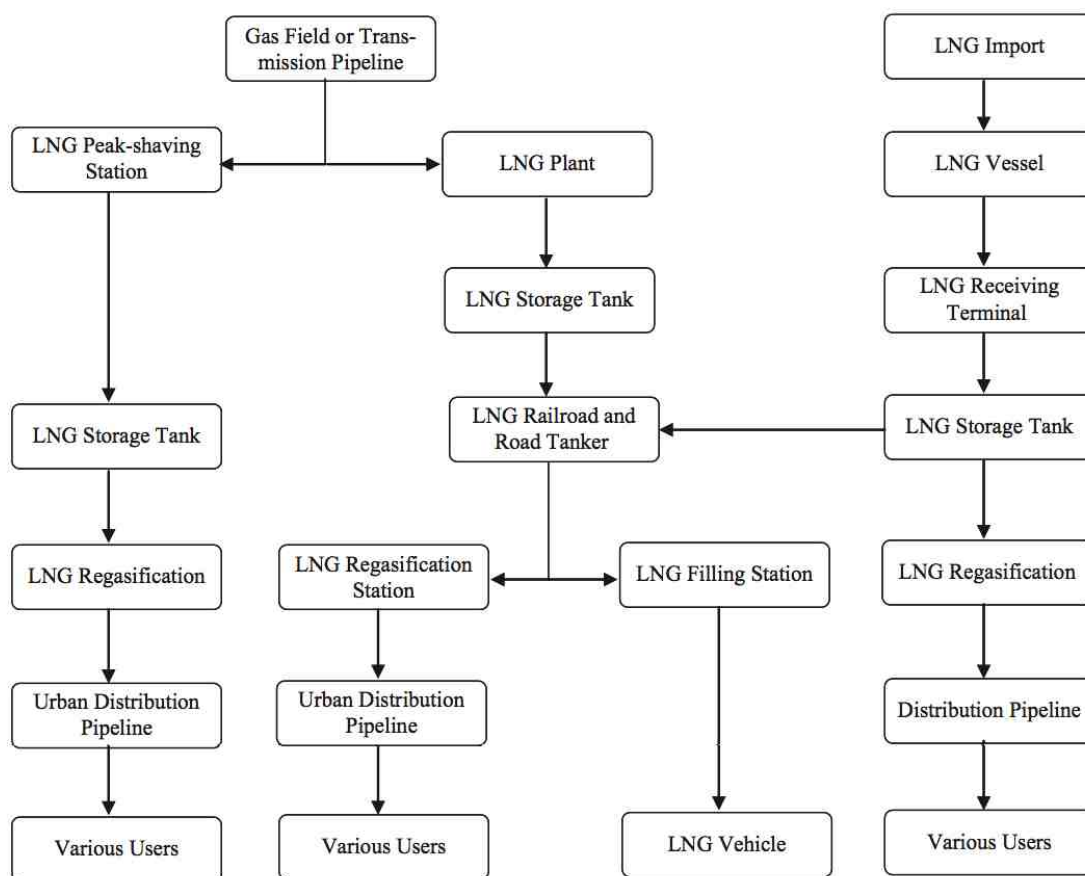 Gas Field or Trans-
mission Pipeline
LNG Import
LNG Peak-shaving
Station
LNG Plant
LNG Vessel
LNG Storage Tank
LNG Receiving
Terminal
LNG Storage Tank
LNG Railroad and
Road Tanker
LNG Storage Tank
LNG Regasification
LNG Regasification
Station
LNG Filling Station
LNG Regasification
Urban Distribution
Pipeline
Urban Distribution
Pipeline
Distribution Pipeline
Various Users
Various Users
LNG Vehicle
Various Users